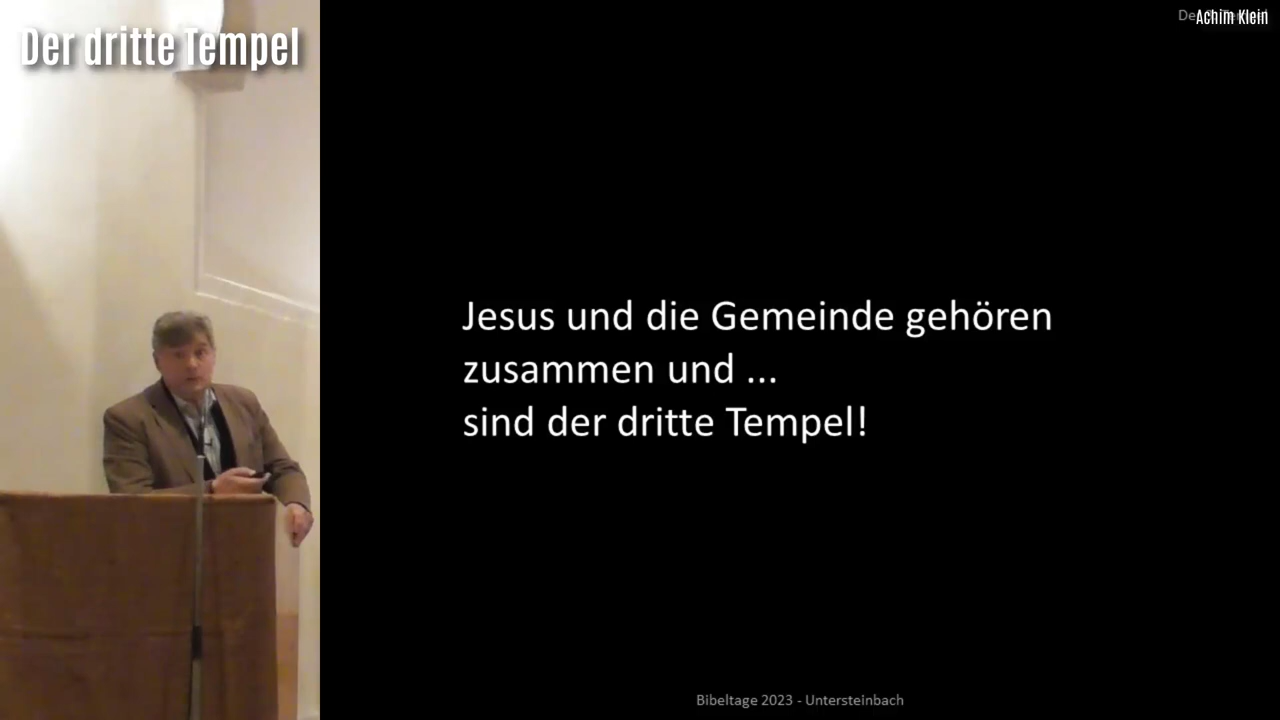 Der dritte Tempel
Achim Klein
Jesus und die Gemeinde gehören
zusammen und ...
sind der dritte Tempel!
Bibeltage 2023 - Untersteinbach